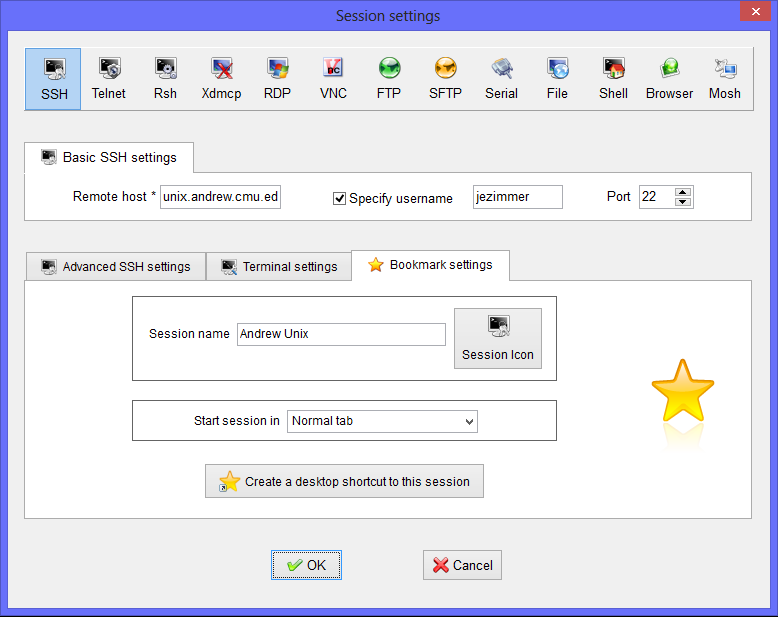 Session settings
SSH Telnet Rsh Xdmcp RDP VNC FTP SFTP Serial File Shell Browser Mosh
Basic SSH settings
Remote host * unix.andrew.cmu.ed Specify username jezimmer Port 22
Advanced SSH settings Terminal settings Bookmark settings
Session name Andrew Unix Session Icon
Start session in Normal tab
Create a desktop shortcut to this session
OK Cancel